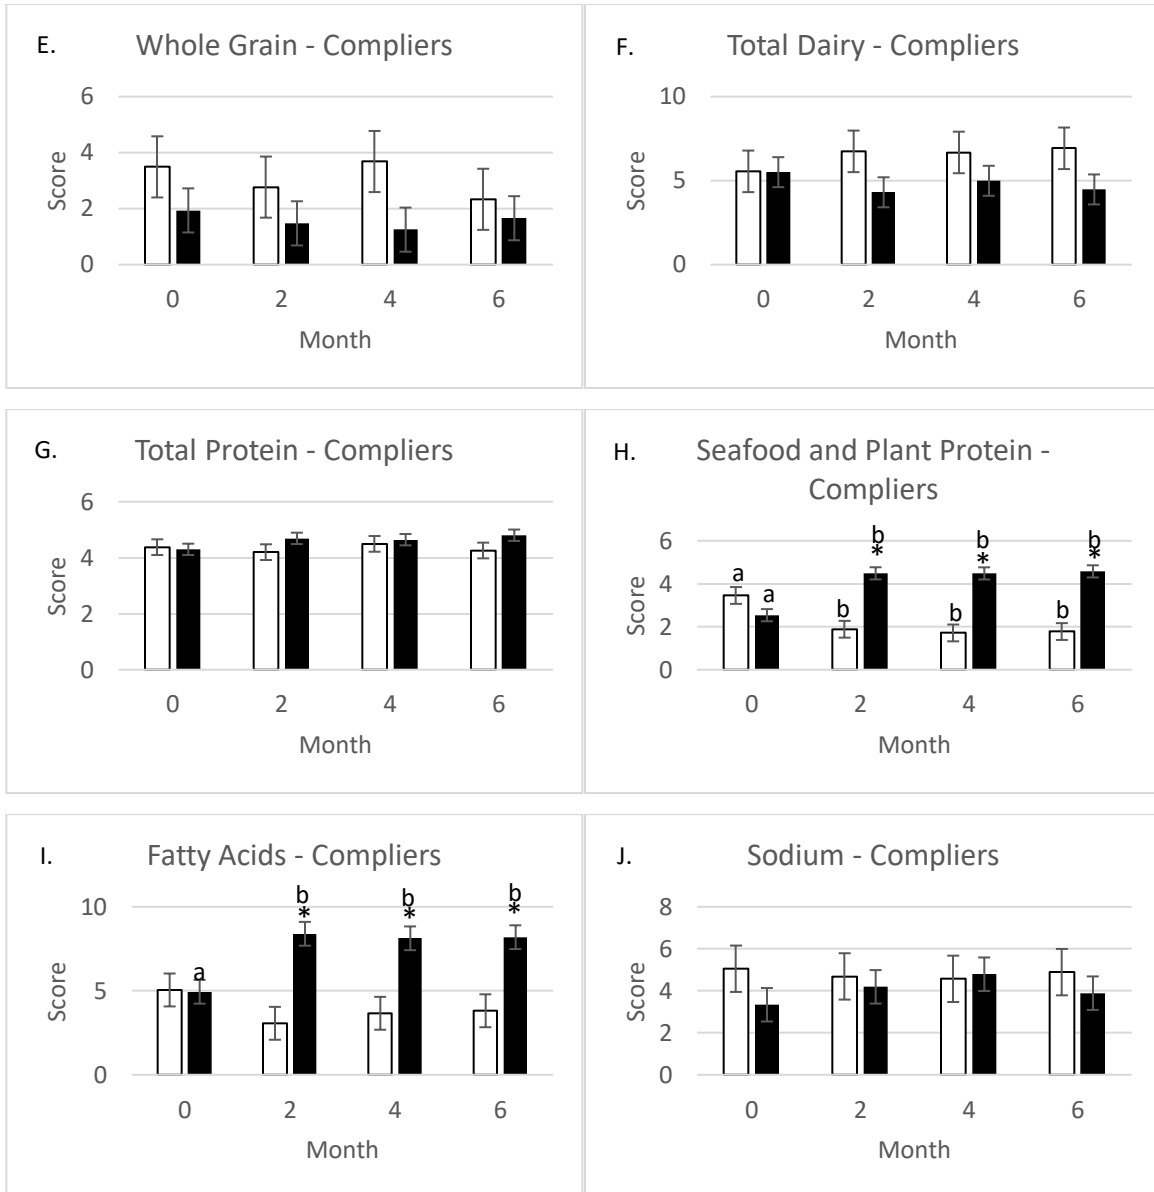 E.
Whole Grain - Compliers
6
4
2
0
Score
0 2 4 6
Month
F.
Total Dairy - Compliers
10
5
0
Score
0 2 4 6
Month
G.
Total Protein - Compliers
6
4
2
0
Score
0 2 4 6
Month
H.
Seafood and Plant Protein -
Compliers
6
4
2
0
Score
a a b b * b b * b b *
0 2 4 6
Month
I.
Fatty Acids - Compliers
10
5
0
Score
a b * b * b *
0 2 4 6
Month
J.
Sodium - Compliers
8
6
4
2
0
Score
0 2 4 6
Month